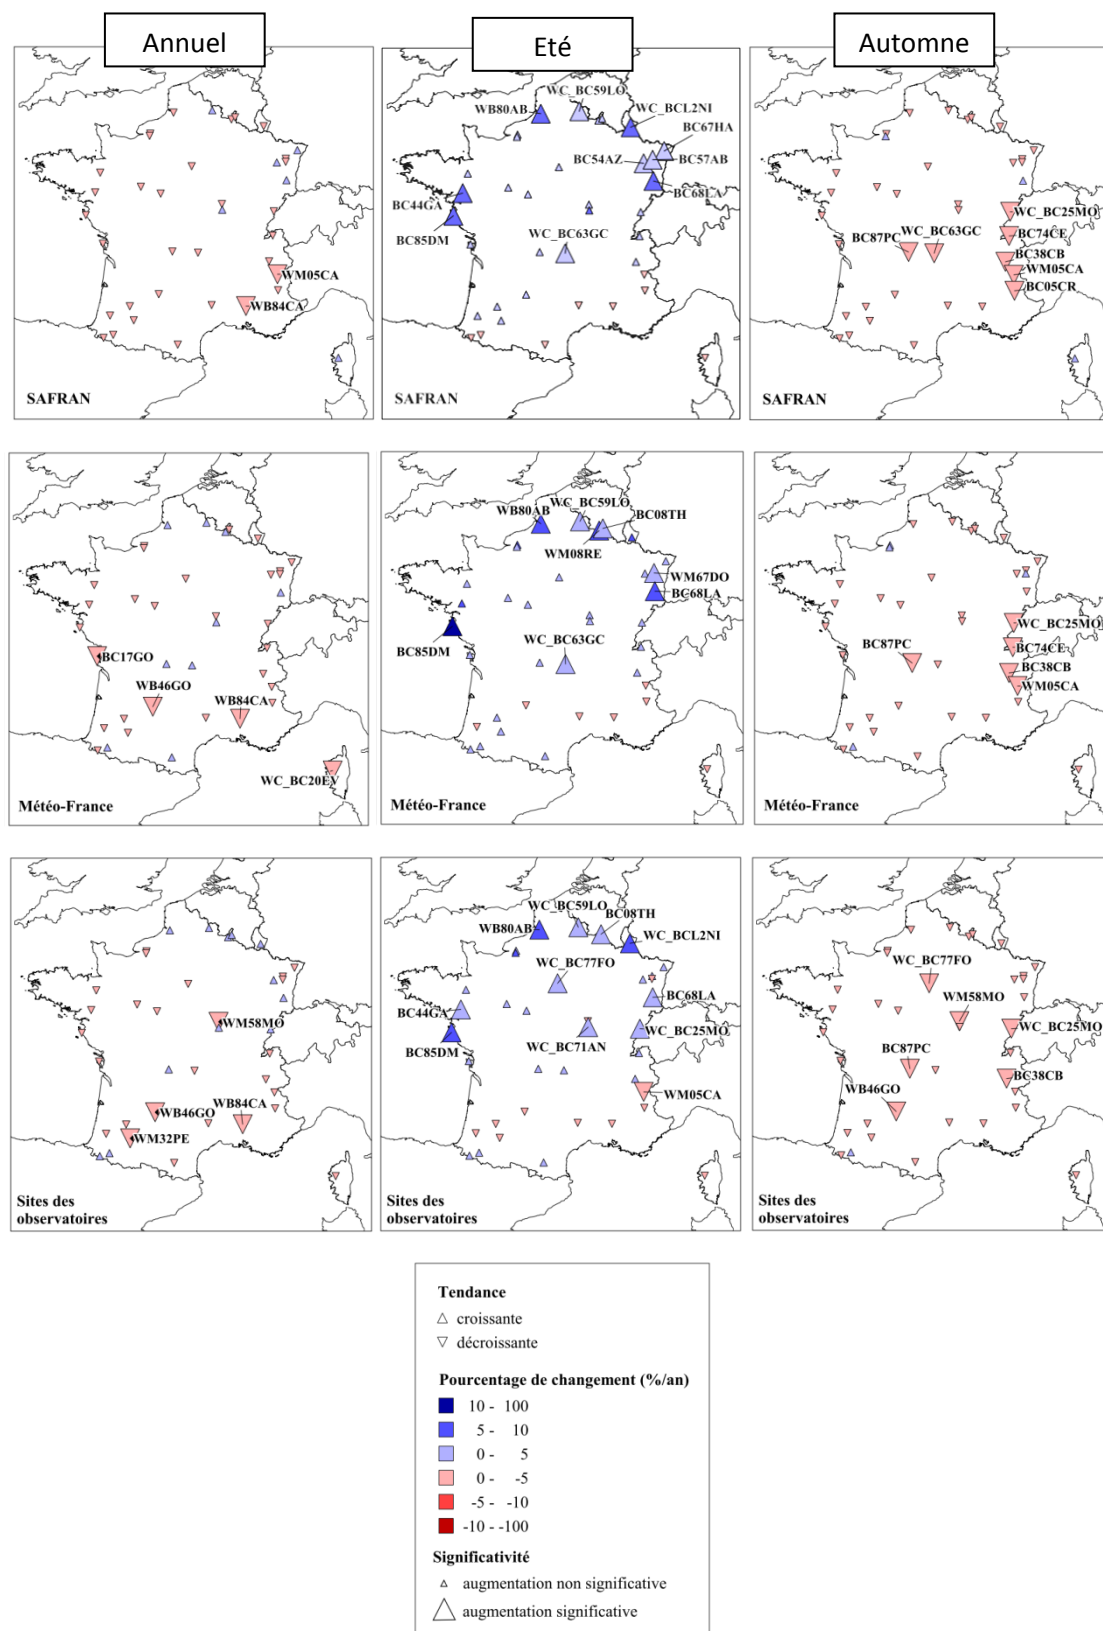 Annuel
Eté
Automne
WM05CA
WB84CA
SAFRAN
WC_BC59LO
WB80AB
WC_BCL2NI
BC67HA
BC54AZ
BC57AB
BC68LA
BC44GA
BC85DM
WC_BC63GC
SAFRAN
WC_BC25MO
WC_BC63GC
BC74CE
BC87PC
BC38CB
WM05CA
BC05CR
SAFRAN
BC17GO
WB46GO
WB84CA
WC_BC20EV
Météo-France
WC_BC59LO
WB80AB
BC08TH
WM08RE
WM67DO
BC68LA
BC85DM
WC_BC63GC
Météo-France
WC_BC25MO
BC74CE
BC87PC
BC38CB
WM05CA
Météo-France
WM58MO
WB46GO
WB84CA
WM32PE
Sites des
observatoires
WC_BC59LO
BC08TH
WB80AB
WC_BCL2NI
WC_BC77FO
BC68LA
BC44GA
WC_BC25MO
BC85DM
WC_BC71AN
WM05CA
Sites des
observatoires
WC_BC77FO
WM58MO
WC_BC25MO
BC87PC
BC38CB
WB46GO
Sites des
observatoires
Tendance
croissante
décroissante
Pourcentage de changement (%/an)
10 - 100
5 - 10
0 - 5
0 - -5
-5 - -10
-10 - -100
Significativité
augmentation non significative
augmentation significative